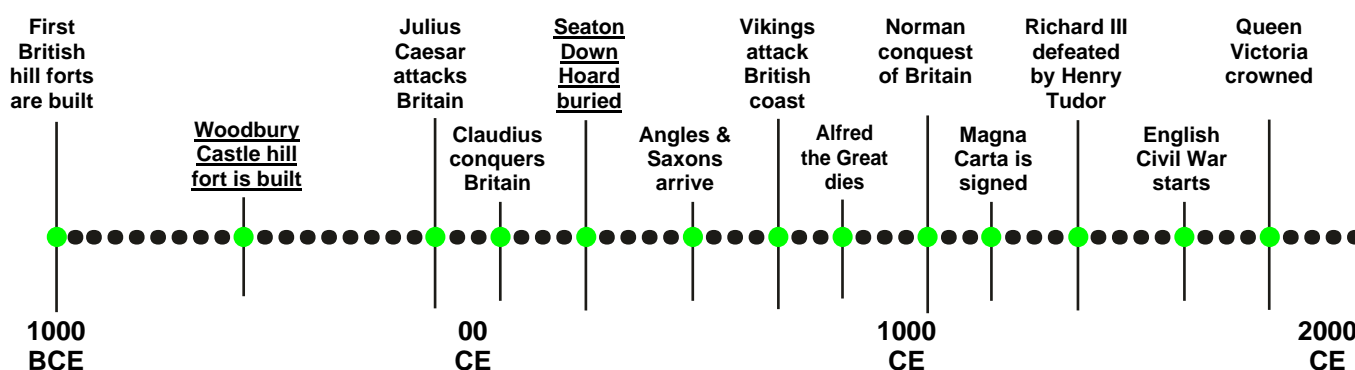 First
British
hill forts
are built
Woodbury
Castle hill
fort is built
Julius
Caesar
attacks
Britain
Claudius
conquers
Britain
Seaton
Down
Hoard
buried
Angles &
Saxons
arrive
Vikings
attack
British
coast
Alfred
the Great
dies
Norman
conquest
of Britain
Magna
Carta is
signed
Richard III
defeated
by Henry
Tudor
English
Civil War
starts
Queen
Victoria
crowned
1000
BCE
00
CE
1000
CE
2000
CE